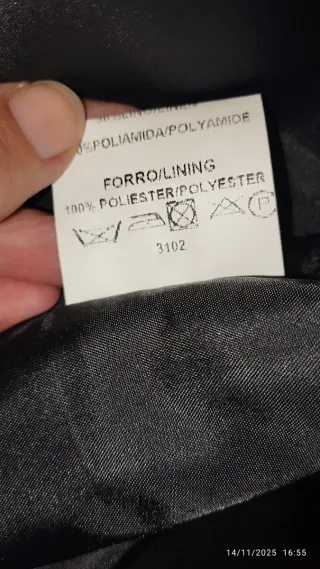 %POLIAMIDA/POLYAMIDE
FORRO/LINING
100% POLIESTER/POLYESTER
P
3102
14/11/2025 16:55